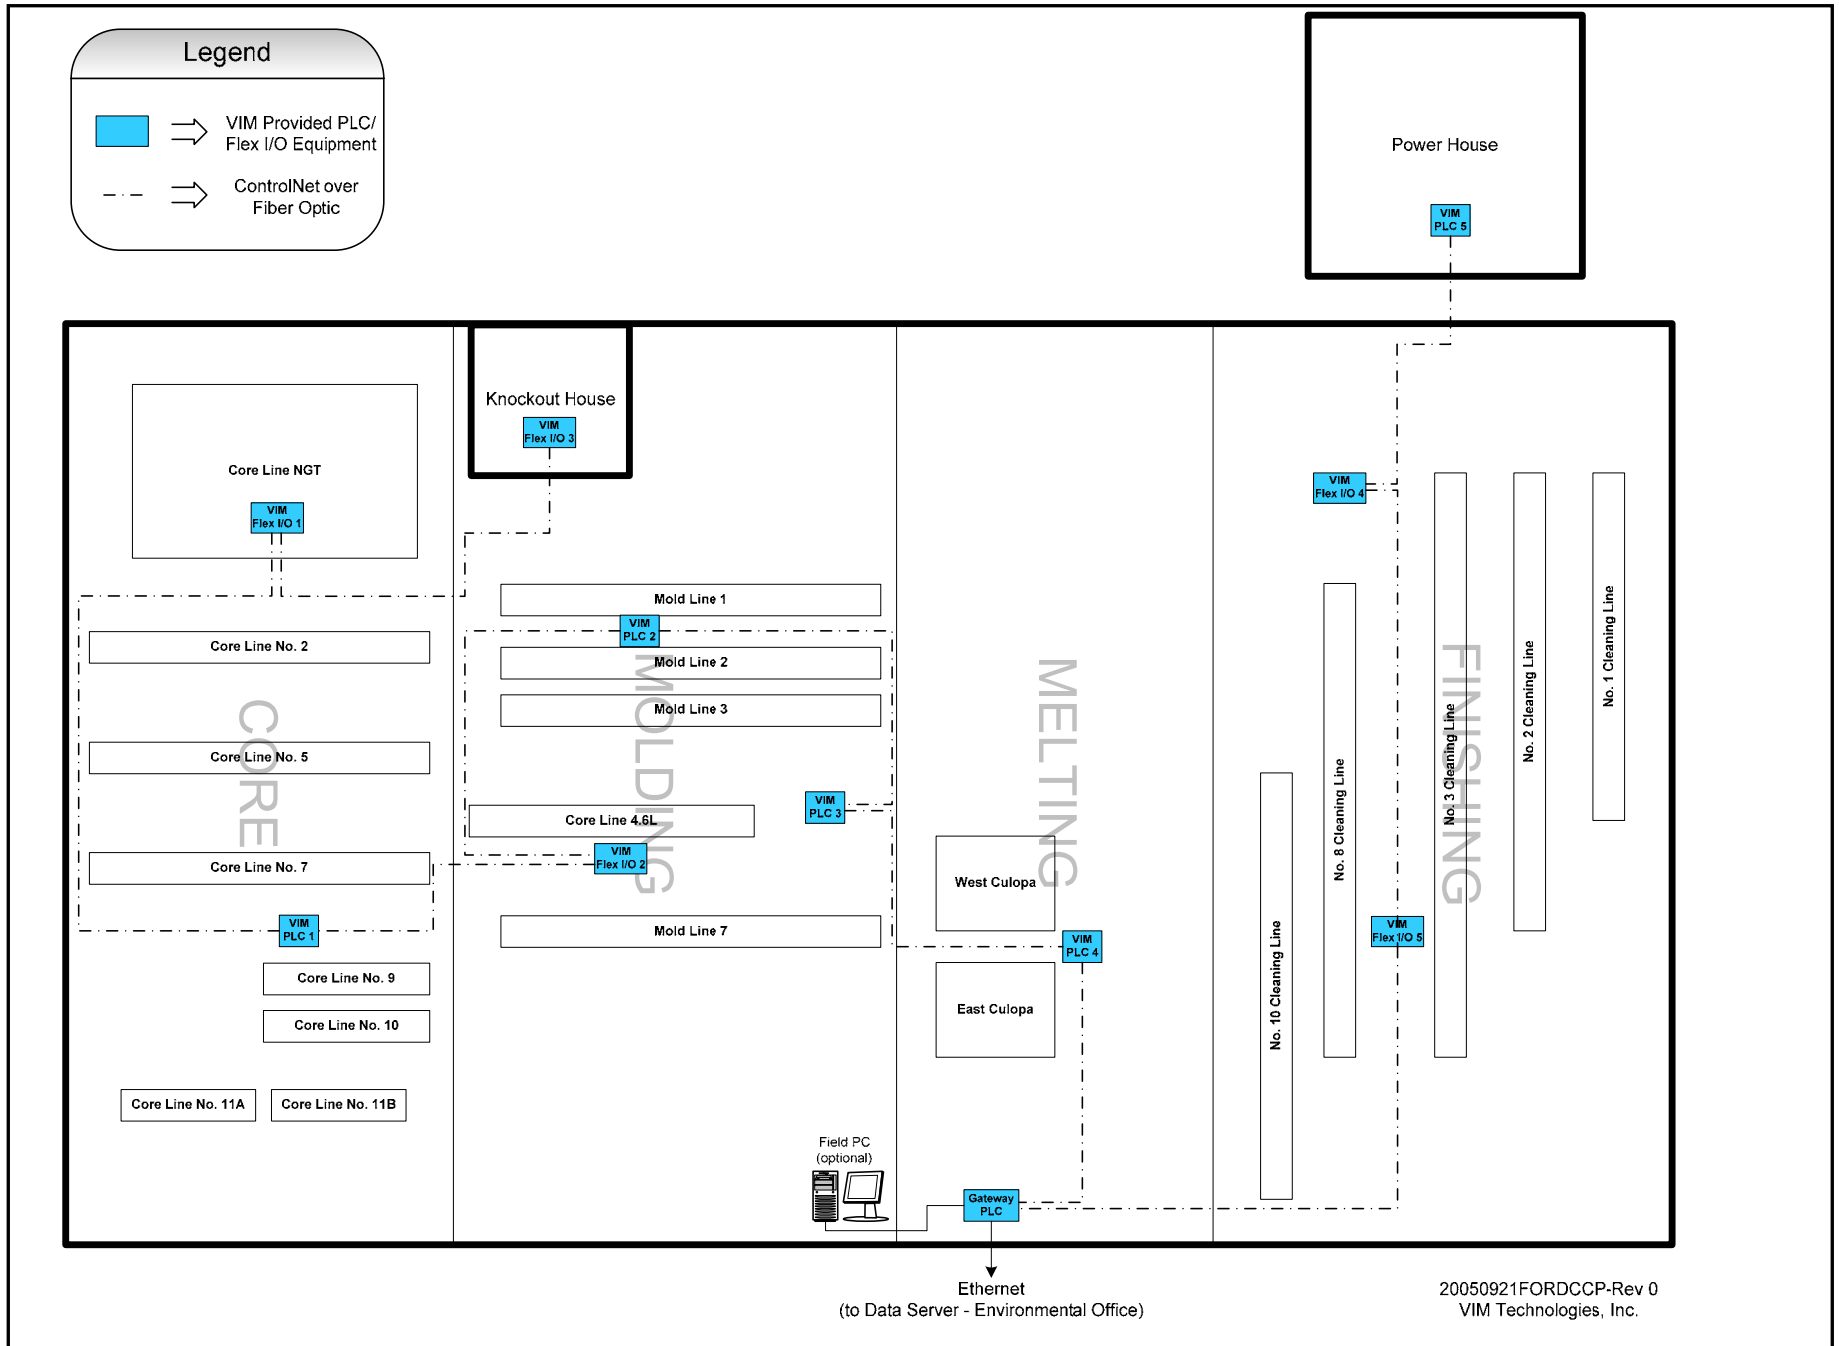 Legend
VIM Provided PLC/
Flex I/O Equipment
ControlNet over
Fiber Optic
Power House
VIM
PLC 5
Knockout House
VIM
Flex I/O 3
Core Line NGT
VIM
Flex I/O 1
VIM
Flex I/O 4
Mold Line 1
VIM
PLC 2
Mold Line 2
Mold Line 3
Core Line No. 2
Core Line No. 5
Core Line No. 7
CORE
MOLDING
MELTING
FINISHING
VIM
PLC 3
Core Line 4.6L
VIM
Flex I/O 2
Mold Line 7
VIM
PLC 1
Core Line No. 9
Core Line No. 10
Core Line No. 11A
Core Line No. 11B
West Culopa
VIM
PLC 4
East Culopa
No. 10 Cleaning Line
No. 8 Cleaning Line
No. 3 Cleaning Line
No. 2 Cleaning Line
No. 1 Cleaning Line
VIM
Flex I/O 5
Field PC
(optional)
Gateway
PLC
Ethernet
(to Data Server - Environmental Office)
20050921FORDCCP-Rev 0
VIM Technologies, Inc.